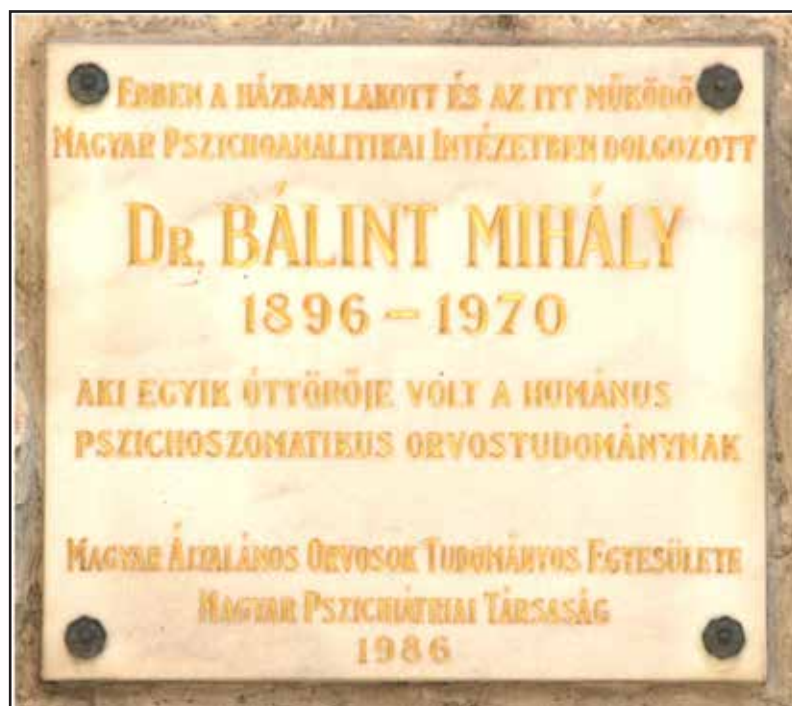 EBBEN A HÁZBAN LAKOTT ÉS AZ ITT MŰKÖDŐ
MAGYAR PSZICHOANALITIKAI INTÉZETBEN DOLGOZOTT
DR. BÁLINT MIHÁLY
1896 – 1970
AKI EGYIK ÚTTÖRŐJE VOLT A HUMÁNUS
PSZICHOSZOMATIKUS ORVOSTUDOMÁNYNAK
MAGYAR ÁLTALÁNOS ORVOSOK TUDOMÁNYOS EGYESÜLETE
MAGYAR PSZICHIÁTRIAI TÁRSASÁG
1986